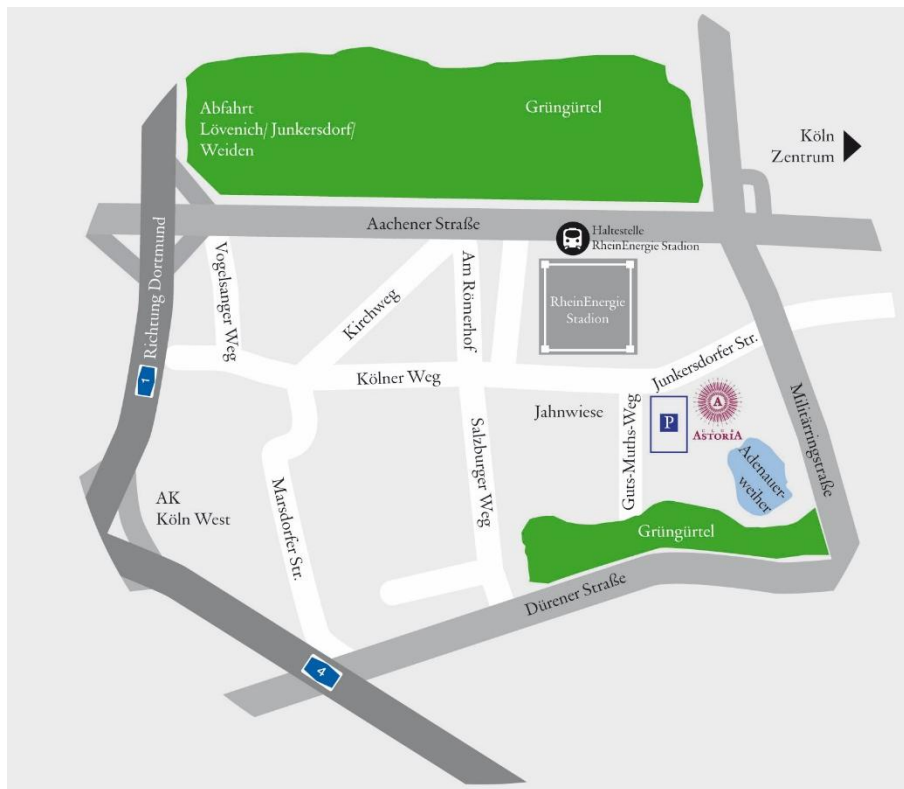 Abfahrt
Lövenich/ Junkersdorf/
Weiden
Grüngürtel
Köln
Zentrum
Aachener Straße
Haltestelle
RheinEnergie Stadion
Richtung Dortmund
Vogelsanger Weg
Kirchweg
Am Römerhof
RheinEnergie
Stadion
1
Kölner Weg
Junkersdorfer Str.
Jahnwiese
Guts-Muths-Weg
P
A
CLUB
ASTORIA
Militärringstraße
Adenauer-
weiher
Salzburger Weg
Marsdorfer Str.
AK
Köln West
Grüngürtel
Dürener Straße
4